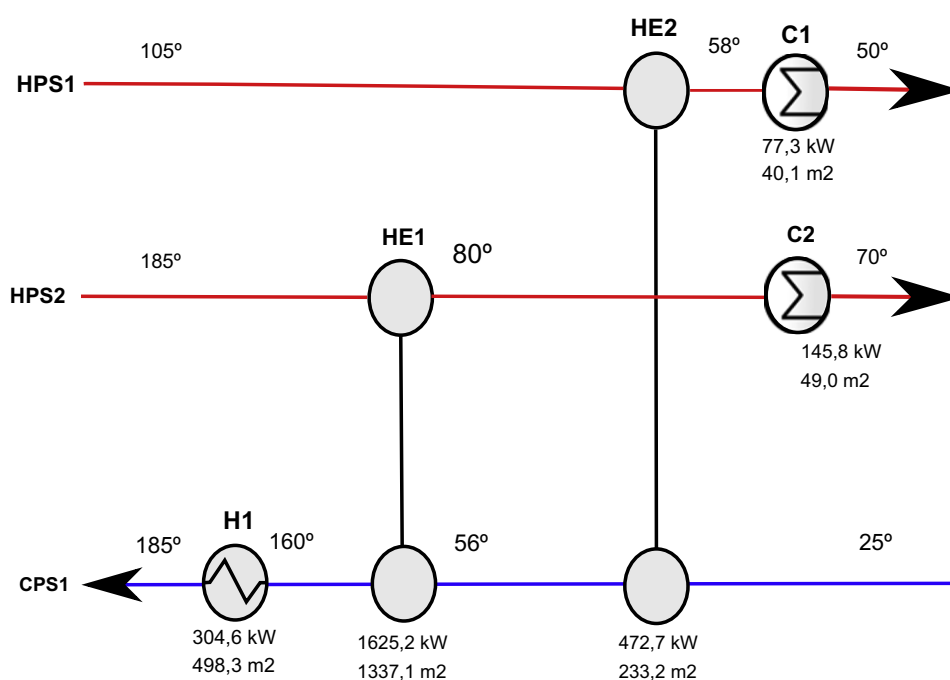 HE2
C1
105º
58º
50º
HPS1
77,3 kW
40,1 m2
HE1
C2
185º
80º
70º
HPS2
145,8 kW
49,0 m2
H1
185º
160º
56º
25º
CPS1
304,6 kW
498,3 m2
1625,2 kW
1337,1 m2
472,7 kW
233,2 m2